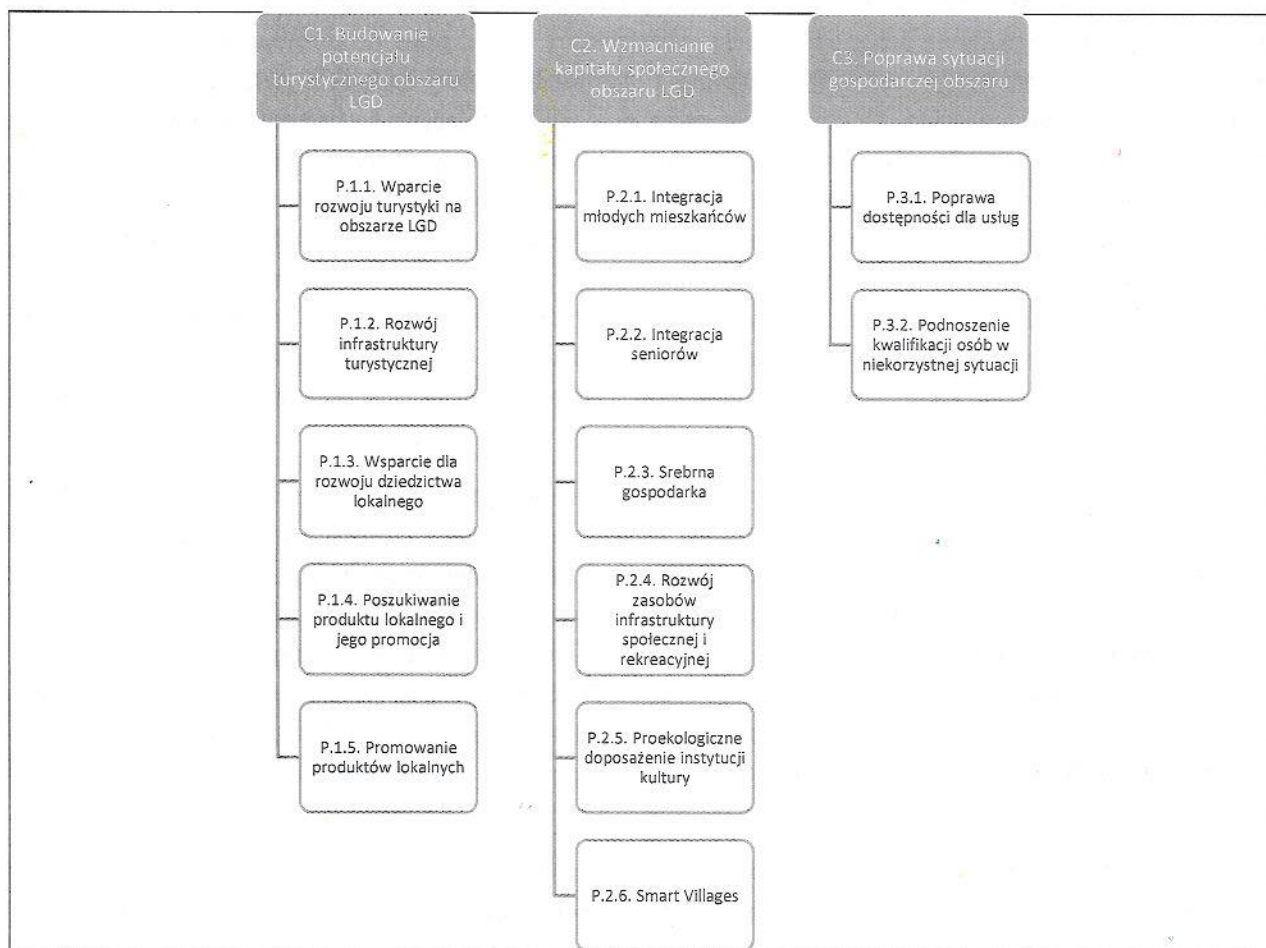 C1. Budowanie
potencjału
turystycznego obszaru
LGD
P.1.1. Wparcie
rozwoju turystyki na
obszarze LGD
P.1.2. Rozwój
infrastruktury
turystycznej
P.1.3. Wsparcie dla
rozwoju dziedzictwa
lokalnego
P.1.4. Poszukiwanie
produktu lokalnego i
jego promocja
P.1.5. Promowanie
produktów lokalnych
C2. Wzmacnianie
kapitału społecznego
obszaru LGD
P.2.1. Integracja
młodych mieszkańców
P.2.2. Integracja
seniorów
P.2.3. Srebrna
gospodarka
P.2.4. Rozwój
zasobów
infrastruktury
społecznej i
rekreacyjnej
P.2.5. Proekologiczne
doposażenie instytucji
kultury
P.2.6. Smart Villages
C3. Poprawa sytuacji
gospodarczej obszaru
P.3.1. Poprawa
dostępności dla usług
P.3.2. Podnoszenie
kwalifikacji osób w
niekorzystnej sytuacji